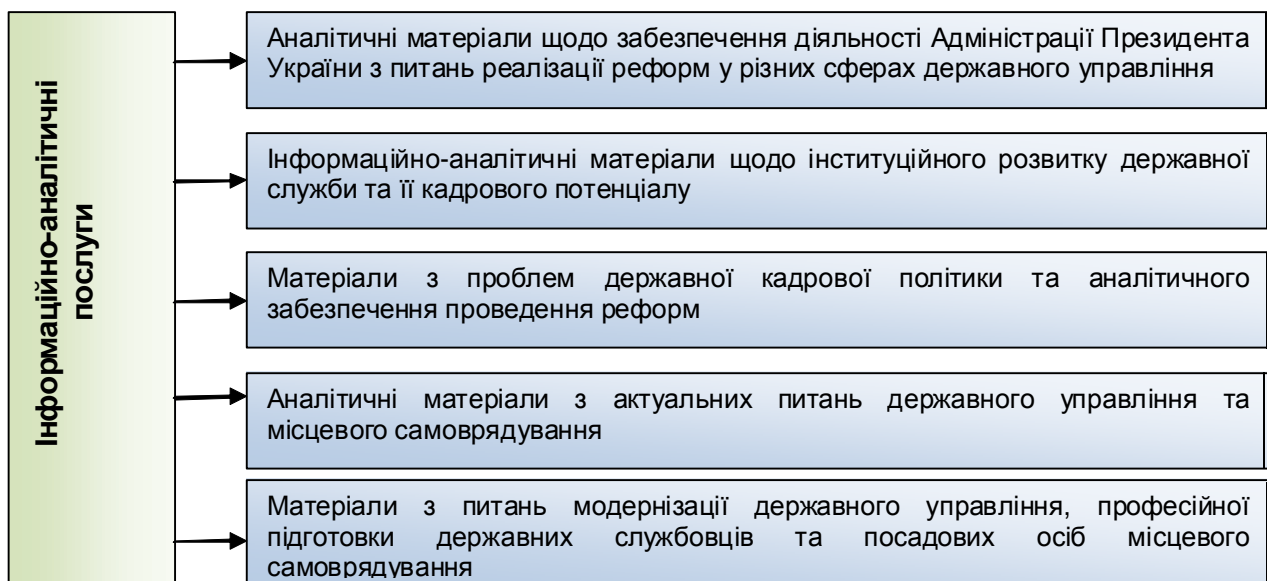 Інформаційно-аналітичні
послуги
Аналітичні матеріали щодо забезпечення діяльності Адміністрації Президента
України з питань реалізації реформ у різних сферах державного управління
Інформаційно-аналітичні матеріали щодо інституційного розвитку державної
служби та її кадрового потенціалу
Матеріали з проблем державної кадрової політики та аналітичного
забезпечення проведення реформ
Аналітичні матеріали з актуальних питань державного управління та
місцевого самоврядування
Матеріали з питань модернізації державного управління, професійної
підготовки державних службовців та посадових осіб місцевого
самоврядування